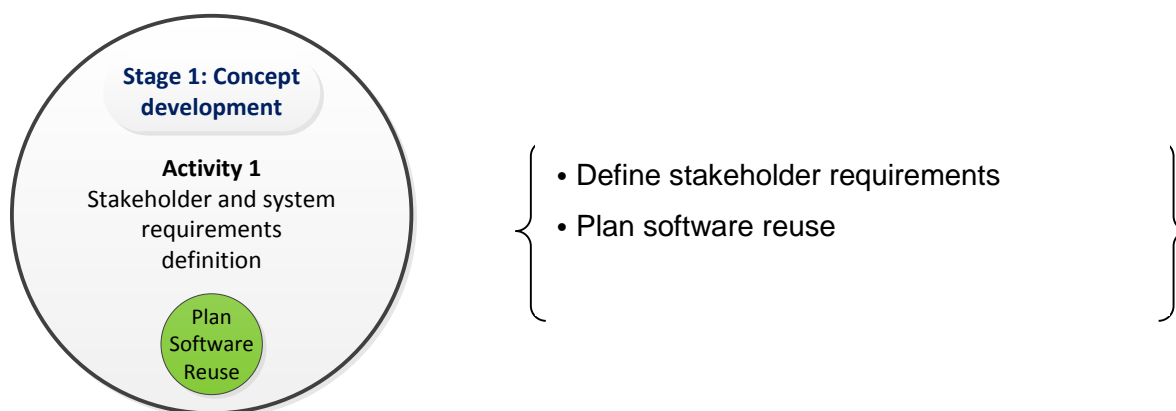 Stage 1: Concept
development
Activity 1
Stakeholder and system
requirements
definition
Plan
Software
Reuse
• Define stakeholder requirements
• Plan software reuse